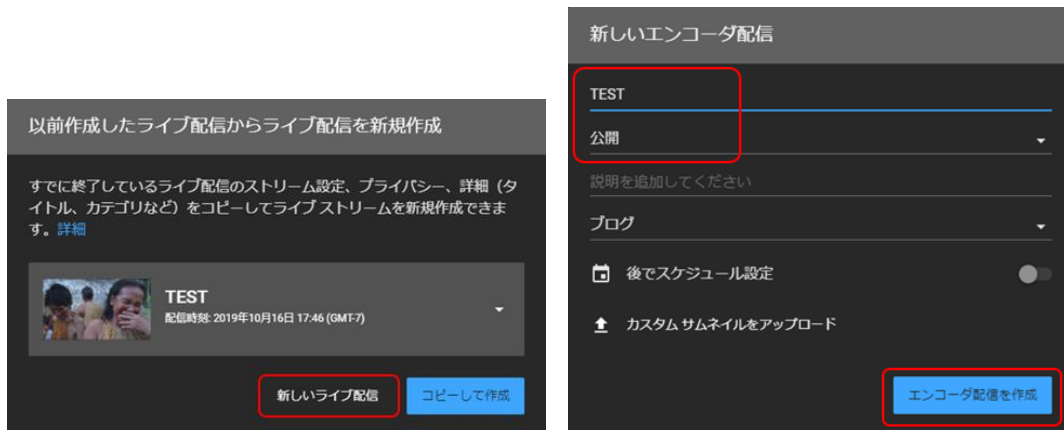 以前作成したライブ配信からライブ配信を新規作成
すでに終了しているライブ配信のストリーム設定、プライバシー、詳細（タ
イトル、カテゴリなど）をコピーしてライブ ストリームを新規作成できま
す。詳細
TEST
配信時刻: 2019年10月16日 17:46 (GMT-7)
新しいライブ配信
コピーして作成
新しいエンコーダ配信
TEST
公開
説明を追加してください
ブログ
後でスケジュール設定
カスタム サムネイルをアップロード
エンコーダ配信を作成